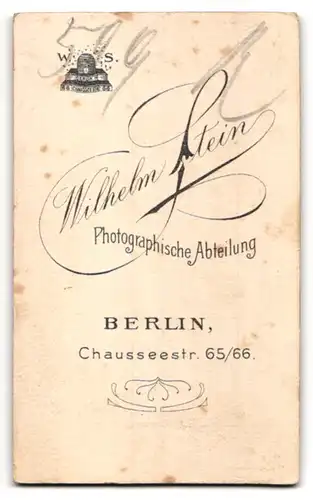 W. S.
Wilhelm Stein
Photographische Abteilung
BERLIN,
Chausseestr. 65/66.